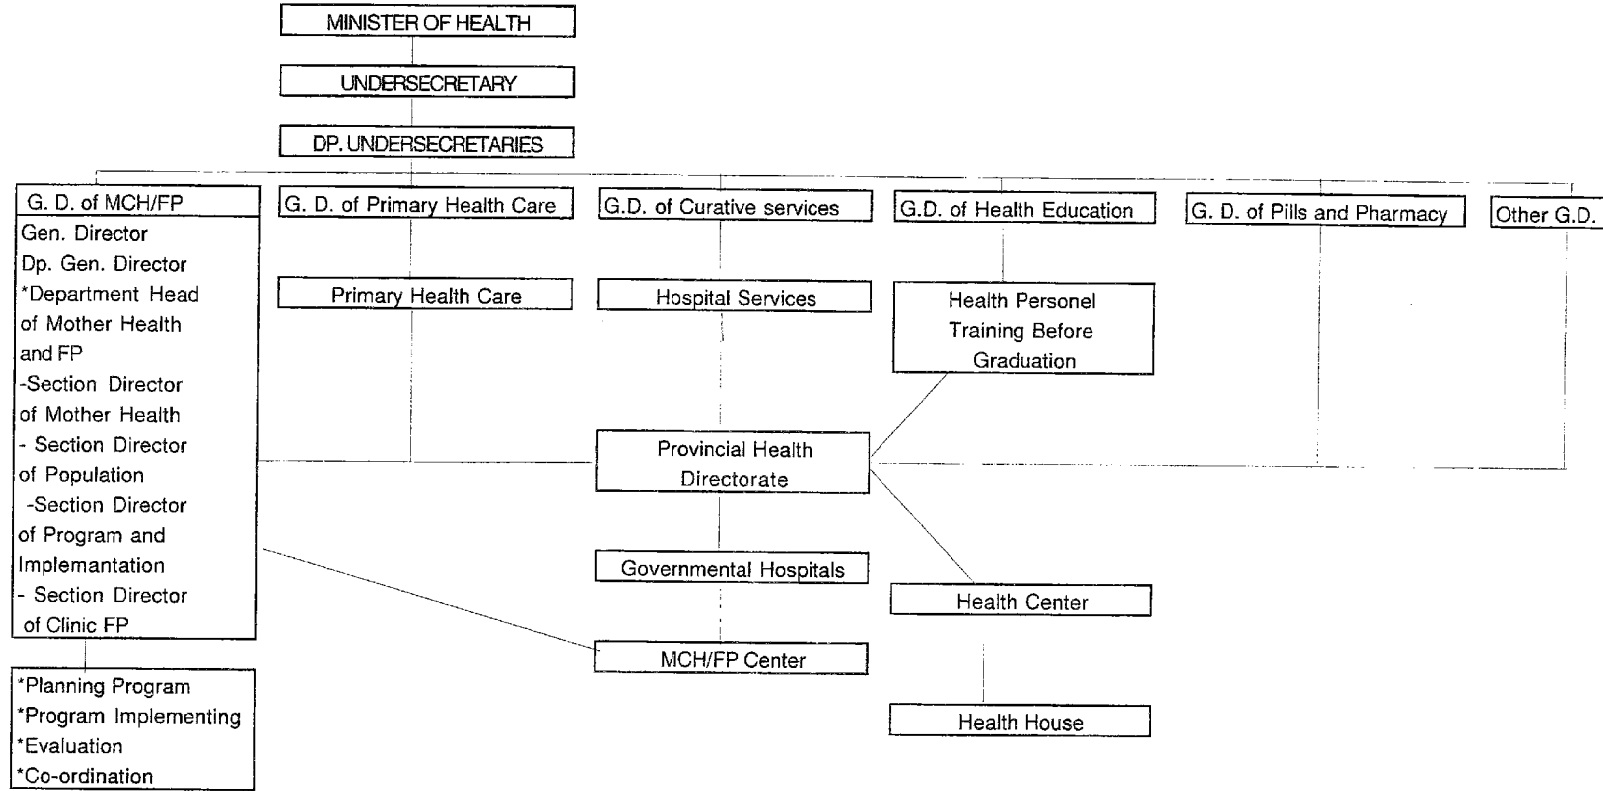 MINISTER OF HEALTH
UNDERSECRETARY
DP. UNDERSECRETARIES
G. D. of MCH/FP
Gen. Director
Dp. Gen. Director
*Department Head
of Mother Health
and FP
-Section Director
of Mother Health
- Section Director
of Population
-Section Director
of Program and
Implemantation
- Section Director
of Clinic FP
*Planning Program
*Program Implementing
*Evaluation
*Co-ordination
G. D. of Primary Health Care
Primary Health Care
G.D. of Curative services
Hospital Services
Provincial Health
Directorate
Governmental Hospitals
MCH/FP Center
G.D. of Health Education
Health Personel
Training Before
Graduation
Health Center
Health House
G. D. of Pills and Pharmacy
Other G.D.